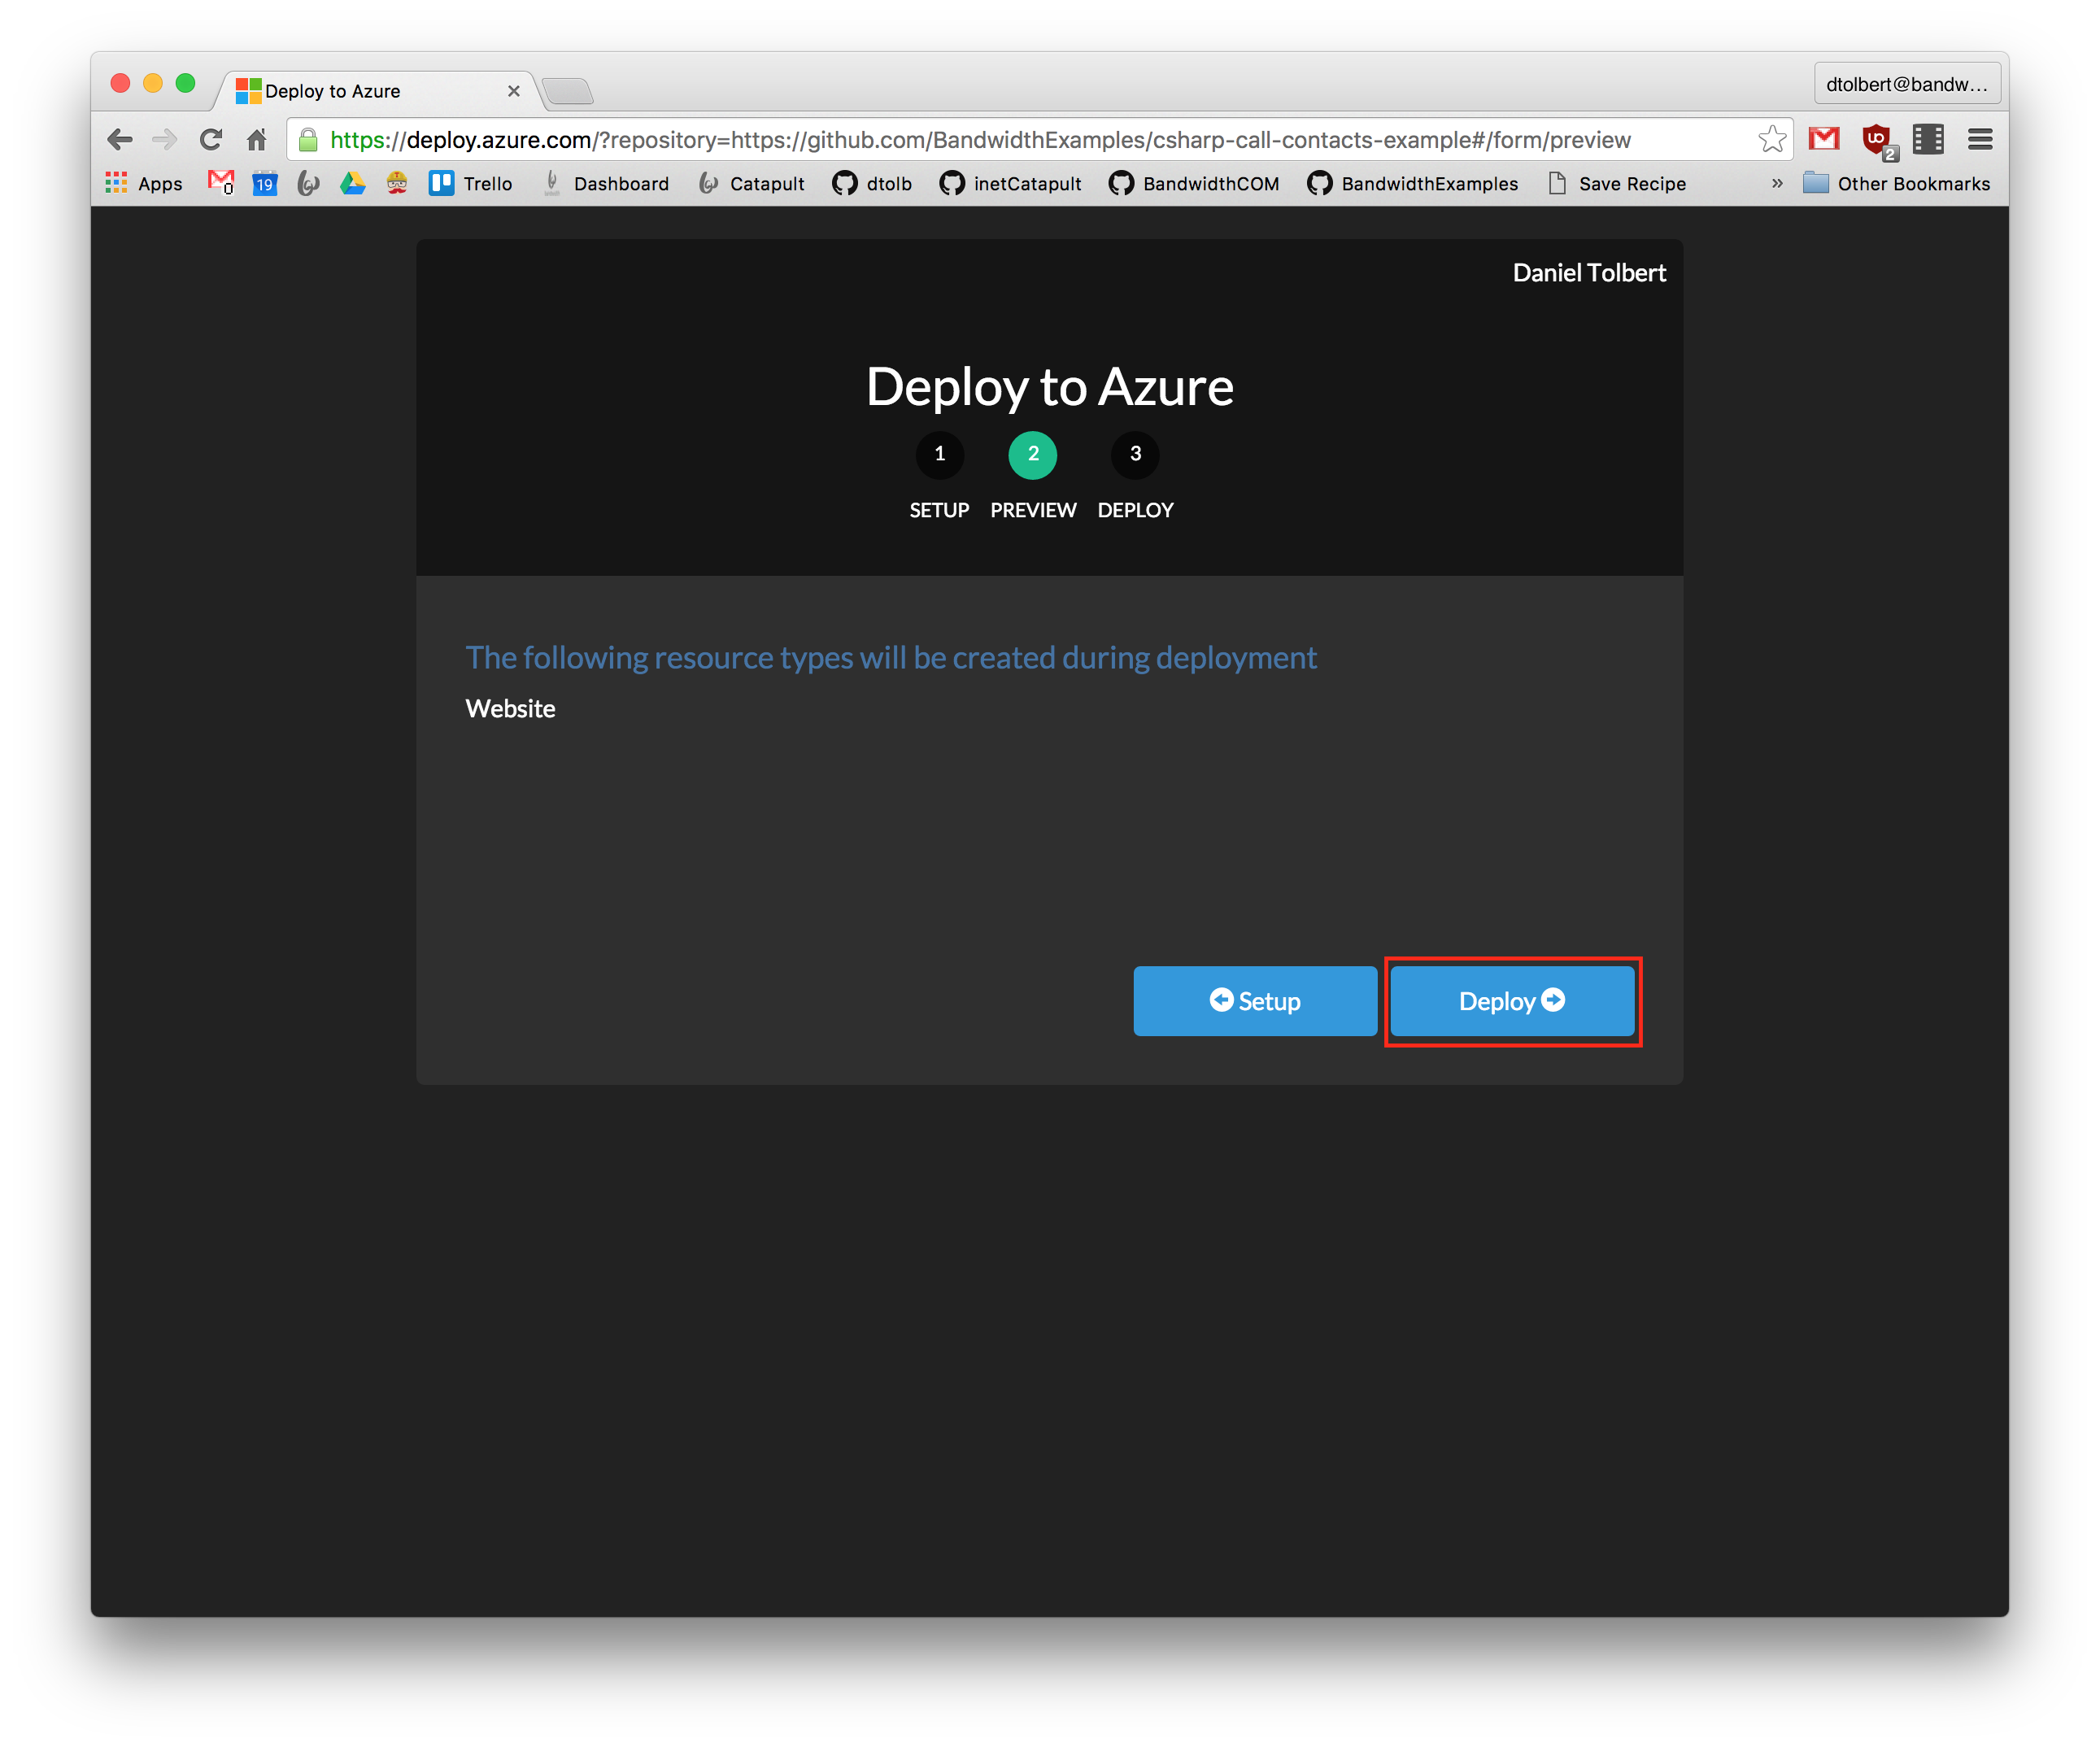 Deploy to Azure
dtolbert@bandw...
https://deploy.azure.com/?repository=https://github.com/BandwidthExamples/csharp-call-contacts-example#/form/preview
2
Apps 0 19 Trello Dashboard Catapult dtolb inetCatapult BandwidthCOM BandwidthExamples Save Recipe » Other Bookmarks
Daniel Tolbert
Deploy to Azure
1 2 3
SETUP PREVIEW DEPLOY
The following resource types will be created during deployment
Website
Setup Deploy